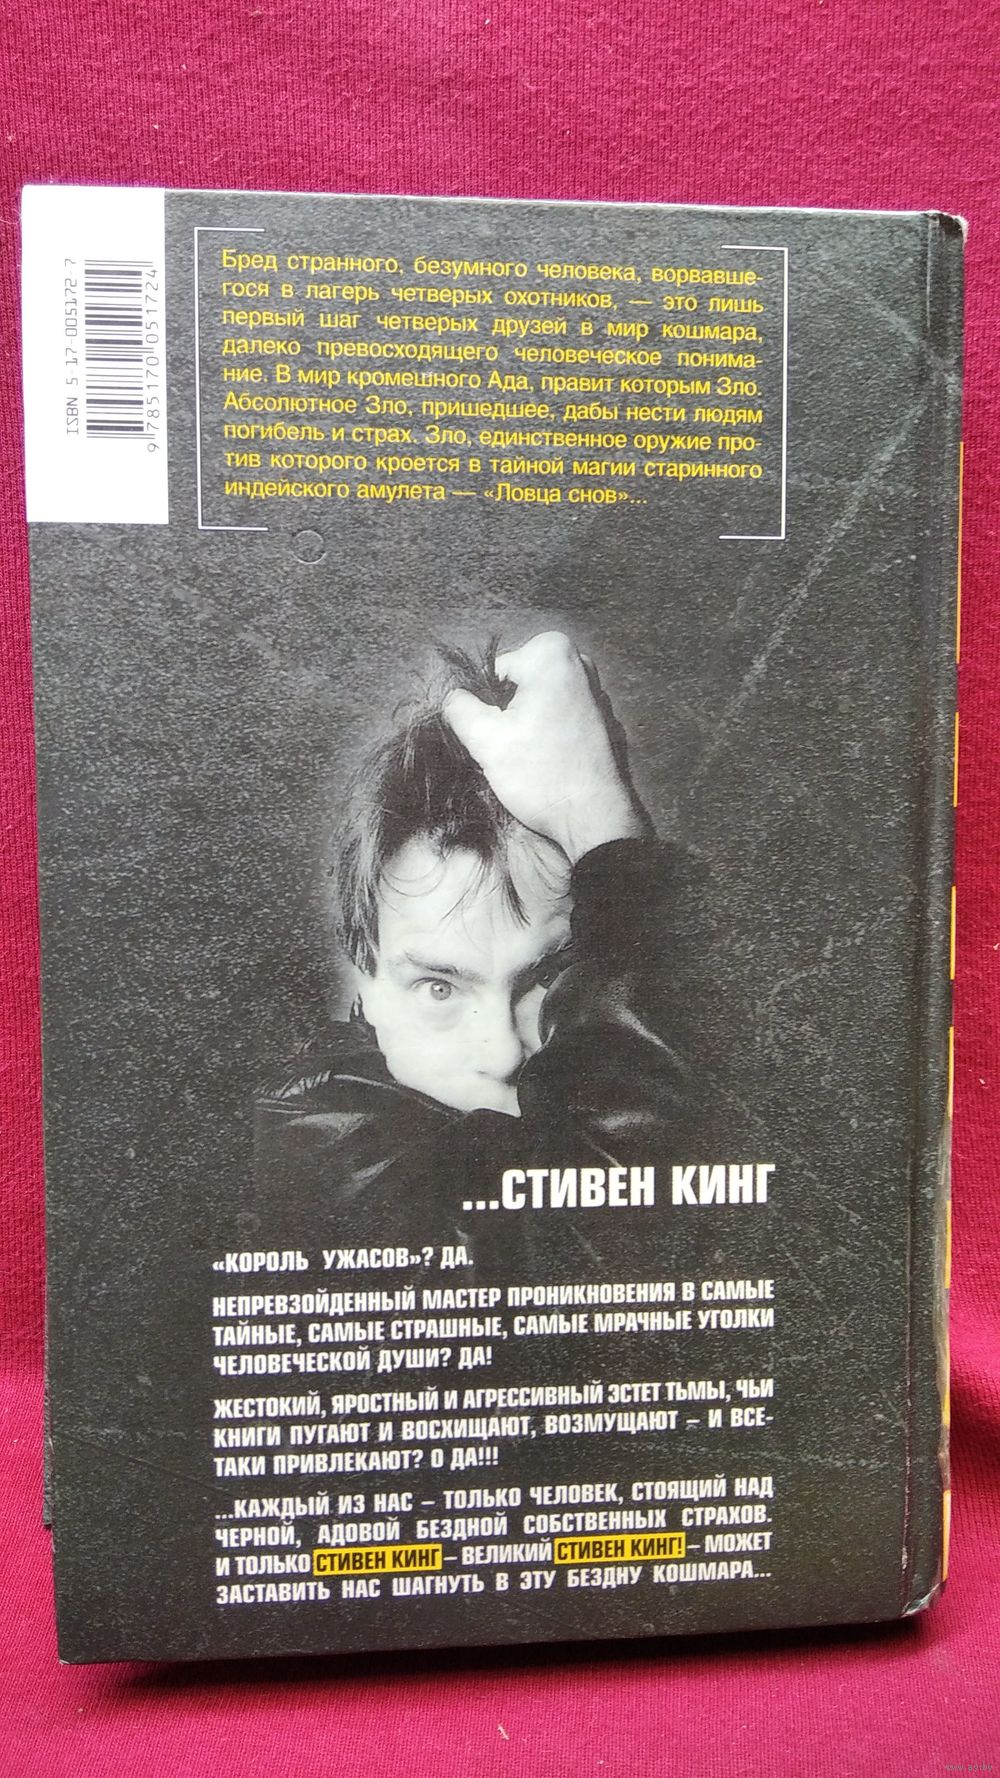 ISBN 5-17-005172-7
9 785170 051724
Бред странного, безумного человека, ворвавше-
гося в лагерь четверых охотников, — это лишь
первый шаг четверых друзей в мир кошмара,
далеко превосходящего человеческое понима-
ние. В мир кромешного Ада, правит которым Зло.
Абсолютное Зло, пришедшее, дабы нести людям
погибель и страх. Зло, единственное оружие про-
тив которого кроется в тайной магии старинного
индейского амулета — «Ловца снов»...
...СТИВЕН КИНГ
«КОРОЛЬ УЖАСОВ»? ДА.
НЕПРЕВЗОЙДЕННЫЙ МАСТЕР ПРОНИКНОВЕНИЯ В САМЫЕ
ТАЙНЫЕ, САМЫЕ СТРАШНЫЕ, САМЫЕ МРАЧНЫЕ УГОЛКИ
ЧЕЛОВЕЧЕСКОЙ ДУШИ? ДА!
ЖЕСТОКИЙ, ЯРОСТНЫЙ И АГРЕССИВНЫЙ ЭСТЕТ ТЬМЫ, ЧЬИ
КНИГИ ПУГАЮТ И ВОСХИЩАЮТ, ВОЗМУЩАЮТ – И ВСЕ-
ТАКИ ПРИВЛЕКАЮТ? О ДА!!!
...КАЖДЫЙ ИЗ НАС – ТОЛЬКО ЧЕЛОВЕК, СТОЯЩИЙ НАД
ЧЕРНОЙ, АДОВОЙ БЕЗДНОЙ СОБСТВЕННЫХ СТРАХОВ.
И ТОЛЬКО СТИВЕН КИНГ – ВЕЛИКИЙ СТИВЕН КИНГ! – МОЖЕТ
ЗАСТАВИТЬ НАС ШАГНУТЬ В ЭТУ БЕЗДНУ КОШМАРА...